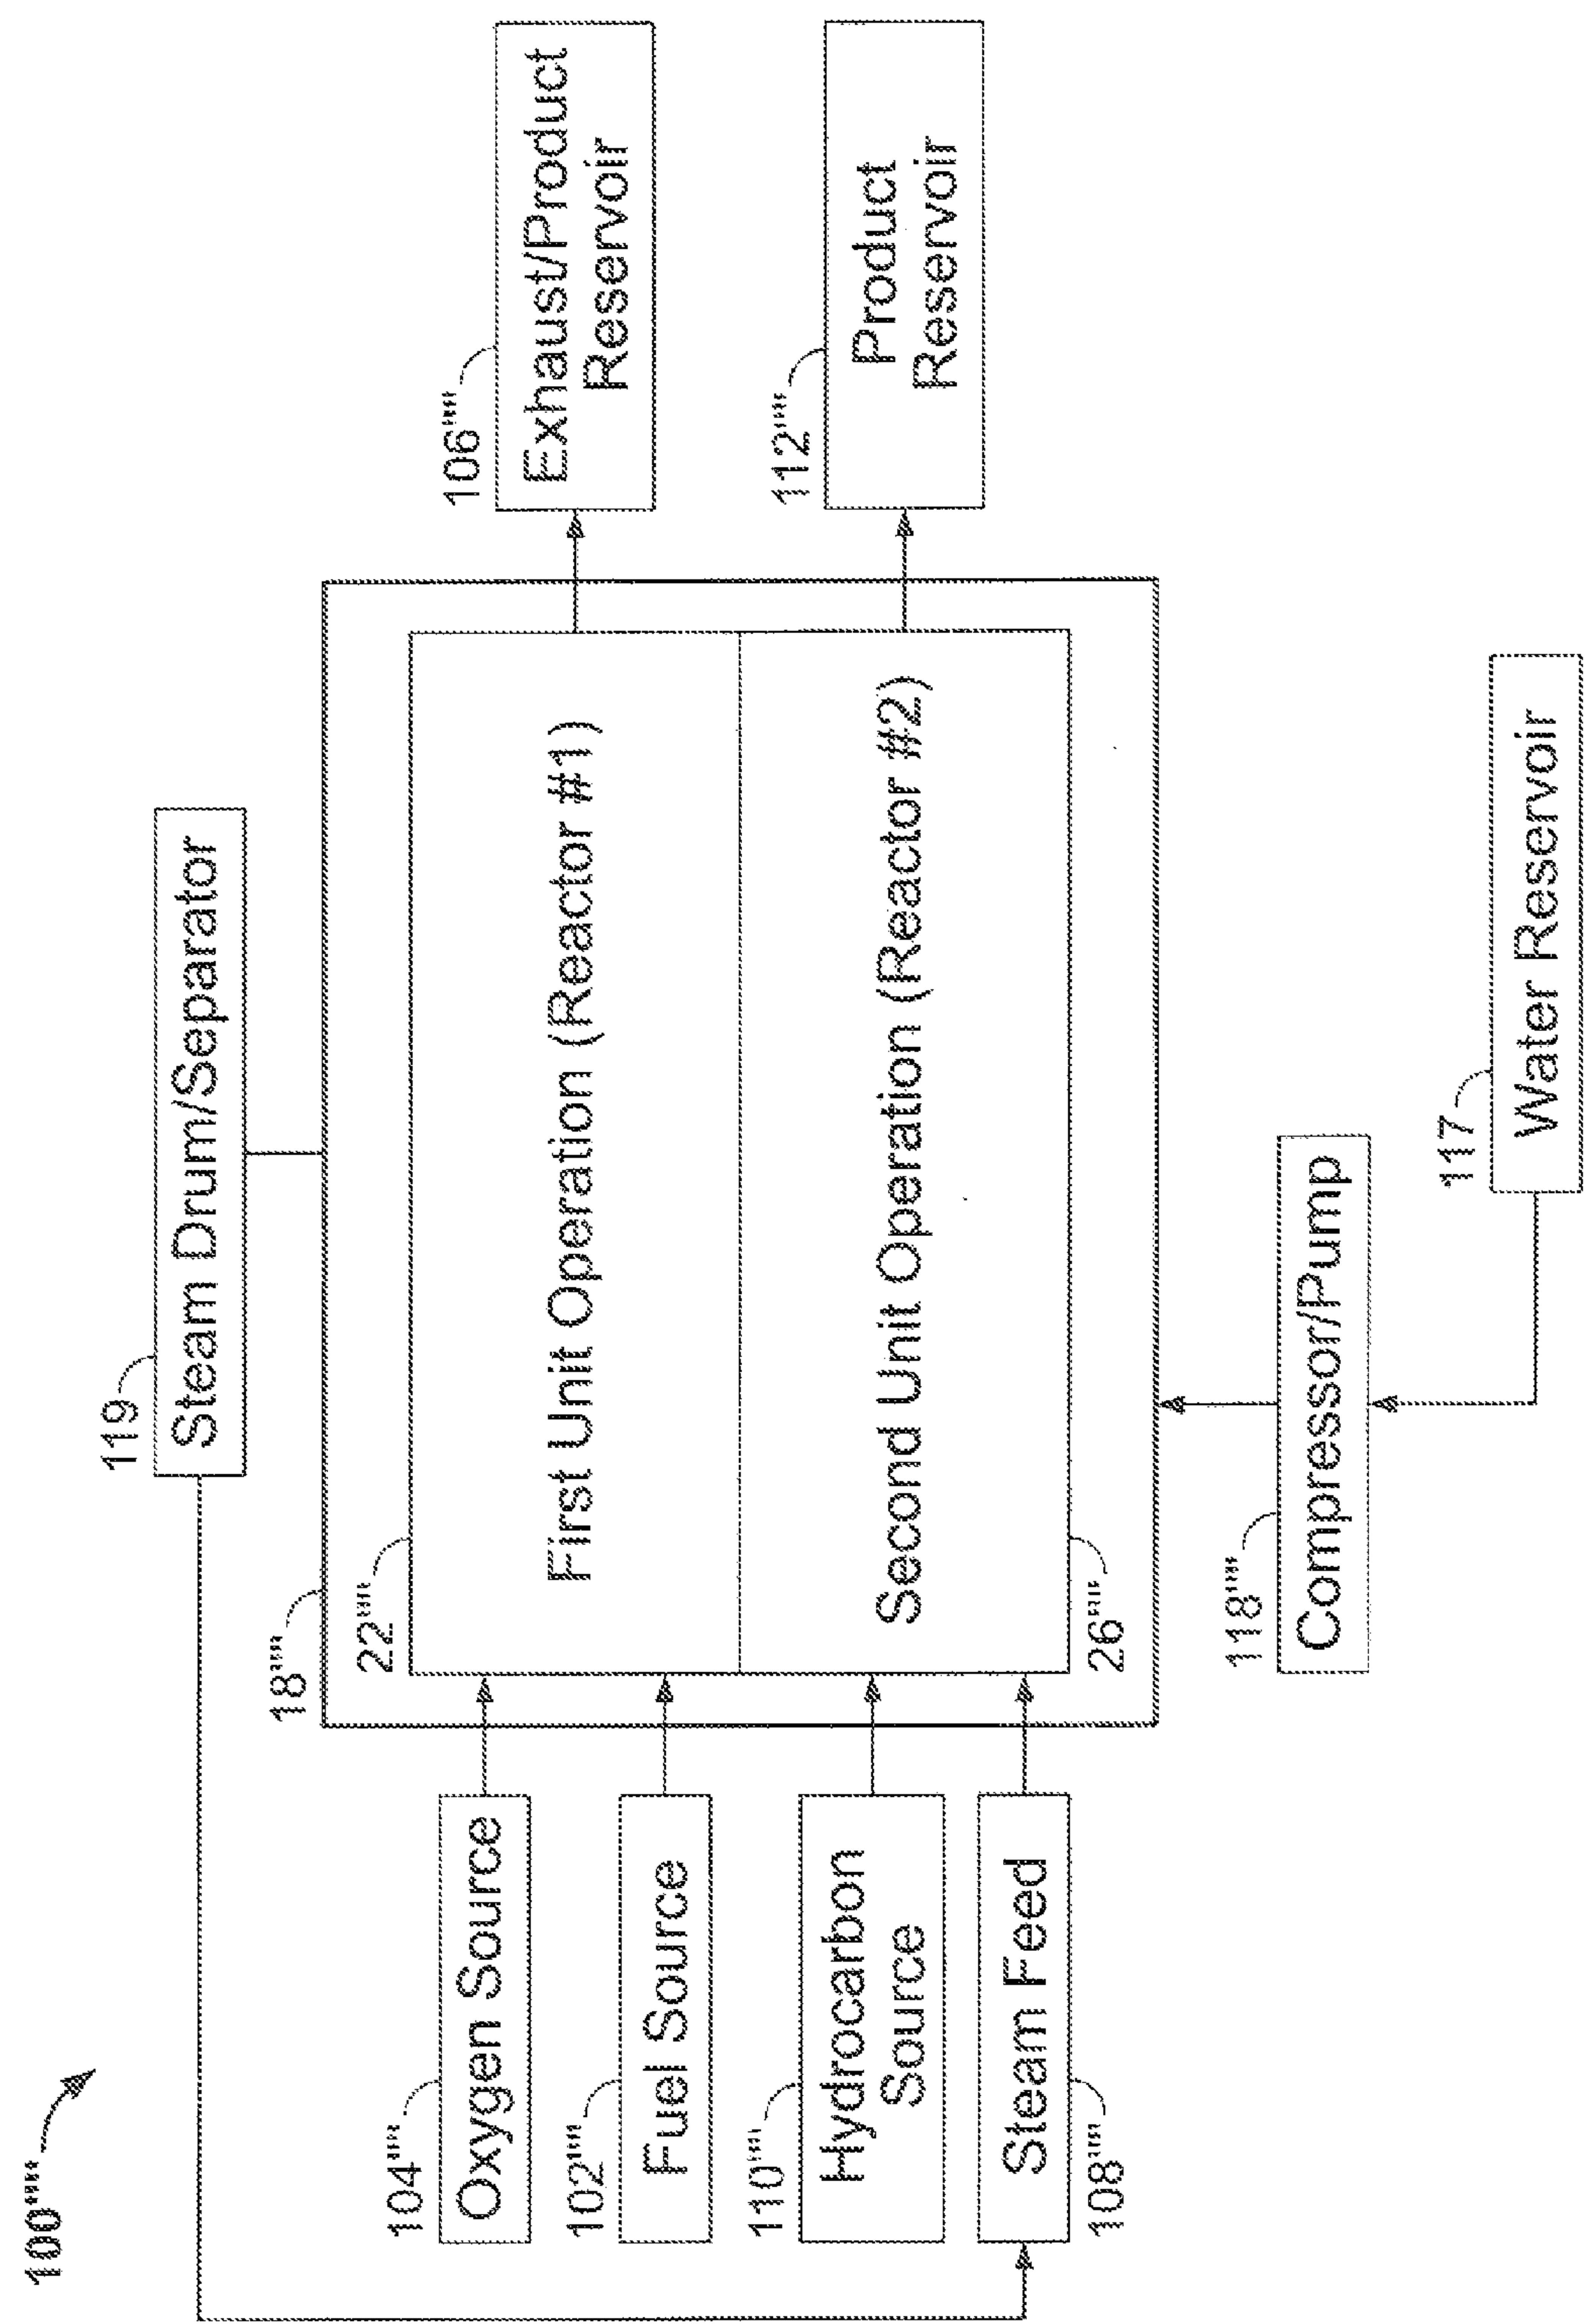 100''''
119
Steam Drum/Separator
18''''
104''''
Oxygen Source
22''''
First Unit Operation (Reactor #1)
106''''
Exhaust/Product
Reservoir
102''''
Fuel Source
110''''
Hydrocarbon
Source
Second Unit Operation (Reactor #2)
112''''
Product
Reservoir
Steam Feed
108''''
26''''
118''''
Compressor/Pump
117
Water Reservoir